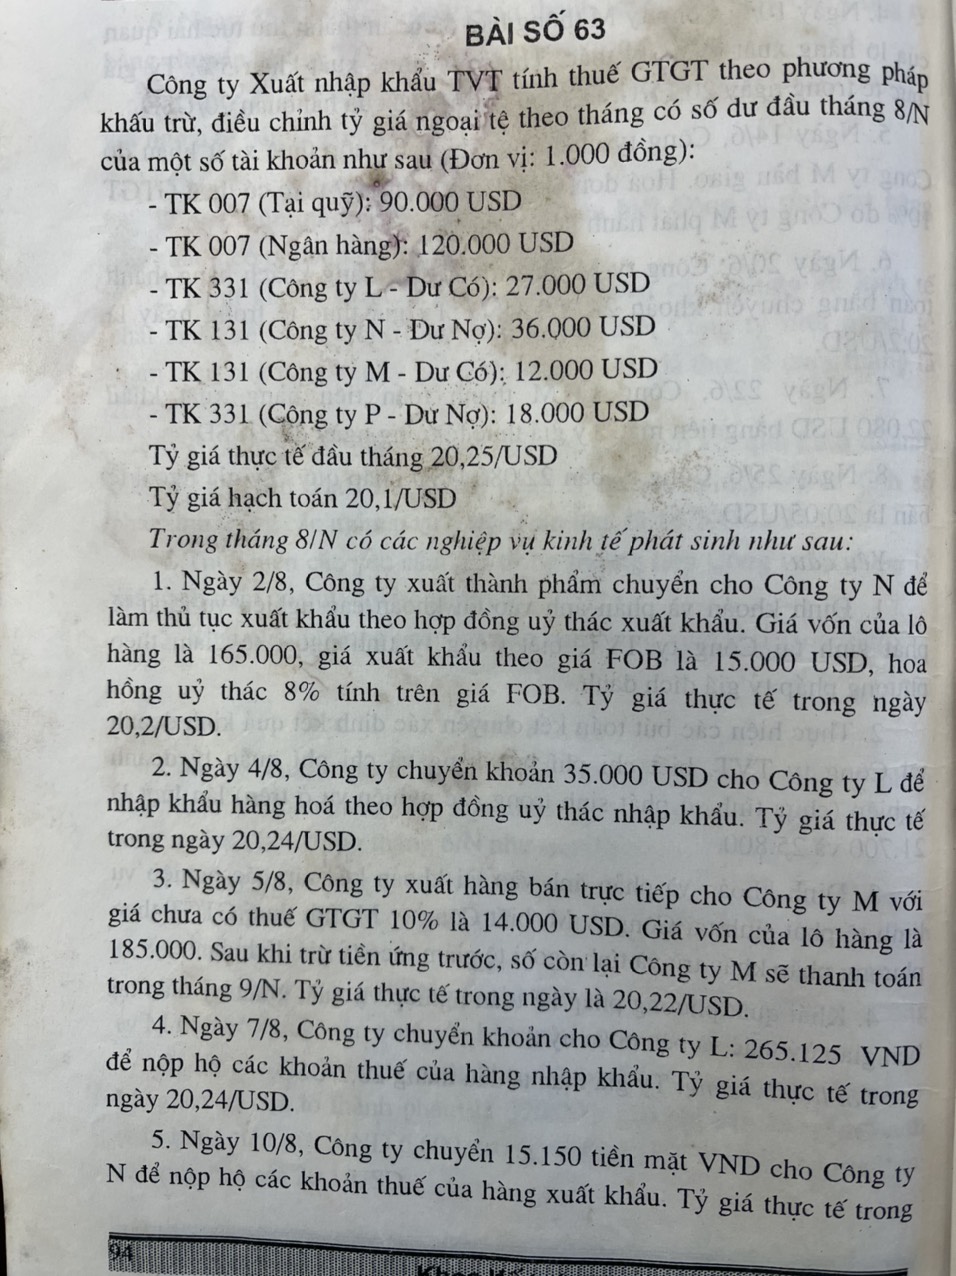 BÀI SỐ 63
Công ty Xuất nhập khẩu TVT tính thuế GTGT theo phương pháp
khấu trừ, điều chỉnh tỷ giá ngoại tệ theo tháng có số dư đầu tháng 8/N
của một số tài khoản như sau (Đơn vị: 1.000 đồng):
- TK 007 (Tại quỹ): 90.000 USD
- TK 007 (Ngân hàng): 120.000 USD
- TK 331 (Công ty L - Dư Có): 27.000 USD
- TK 131 (Công ty N - Dư Nợ): 36.000 USD
- TK 131 (Công ty M - Dư Có): 12.000 USD
- TK 331 (Công ty P - Dư Nợ): 18.000 USD
Tỷ giá thực tế đầu tháng 20,25/USD
Tỷ giá hạch toán 20,1/USD
Trong tháng 8/N có các nghiệp vụ kinh tế phát sinh như sau:
1. Ngày 2/8, Công ty xuất thành phẩm chuyển cho Công ty N để
làm thủ tục xuất khẩu theo hợp đồng uỷ thác xuất khẩu. Giá vốn của lô
hàng là 165.000, giá xuất khẩu theo giá FOB là 15.000 USD, hoa
hồng uỷ thác 8% tính trên giá FOB. Tỷ giá thực tế trong ngày
20,2/USD.
2. Ngày 4/8, Công ty chuyển khoản 35.000 USD cho Công ty L để
nhập khẩu hàng hoá theo hợp đồng uỷ thác nhập khẩu. Tỷ giá thực tế
trong ngày 20,24/USD.
3. Ngày 5/8, Công ty xuất hàng bán trực tiếp cho Công ty M với
giá chưa có thuế GTGT 10% là 14.000 USD. Giá vốn của lô hàng là
185.000. Sau khi trừ tiền ứng trước, số còn lại Công ty M sẽ thanh toán
trong tháng 9/N. Tỷ giá thực tế trong ngày là 20,22/USD.
4. Ngày 7/8, Công ty chuyển khoản cho Công ty L: 265.125 VND
để nộp hộ các khoản thuế của hàng nhập khẩu. Tỷ giá thực tế trong
ngày 20,24/USD.
5. Ngày 10/8, Công ty chuyển 15.150 tiền mặt VND cho Công ty
N để nộp hộ các khoản thuế của hàng xuất khẩu. Tỷ giá thực tế trong
94